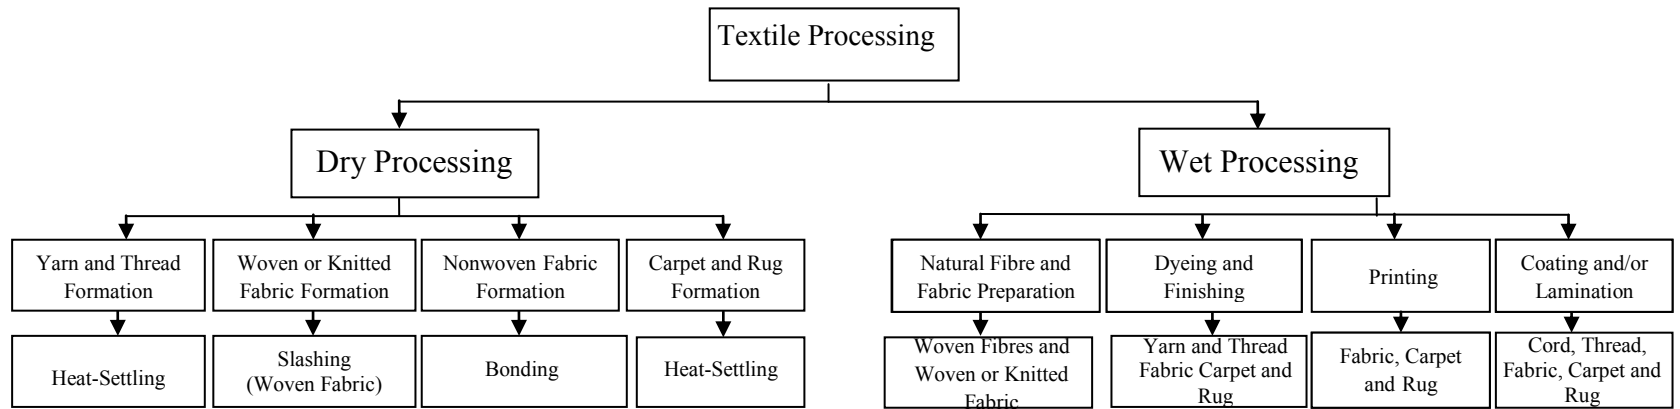 Textile Processing
Dry Processing
Wet Processing
Yarn and Thread
Formation
Woven or Knitted
Fabric Formation
Nonwoven Fabric
Formation
Carpet and Rug
Formation
Natural Fibre and
Fabric Preparation
Dyeing and
Finishing
Printing
Coating and/or
Lamination
Heat-Settling
Slashing
(Woven Fabric)
Bonding
Heat-Settling
Woven Fibres and
Woven or Knitted
Fabric
Yarn and Thread
Fabric Carpet and
Rug
Fabric, Carpet
and Rug
Cord, Thread,
Fabric, Carpet and
Rug